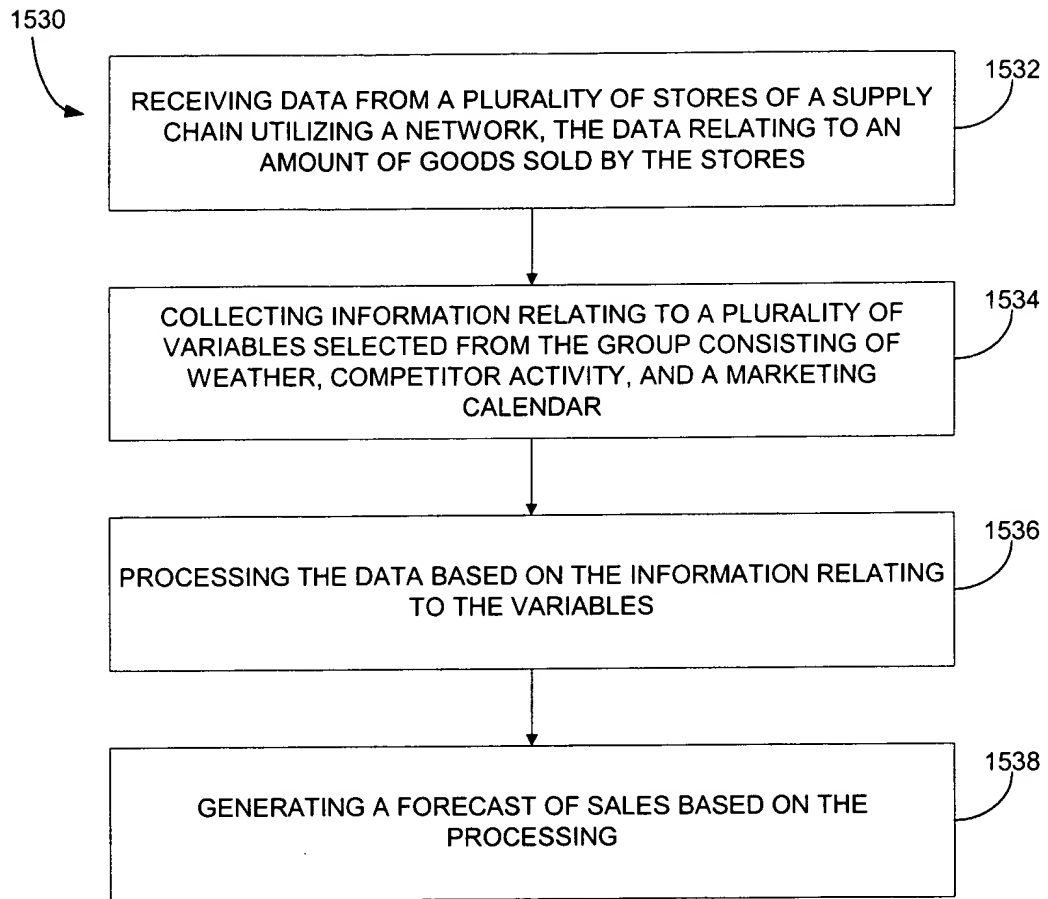 1530
1532
RECEIVING DATA FROM A PLURALITY OF STORES OF A SUPPLY
CHAIN UTILIZING A NETWORK, THE DATA RELATING TO AN
AMOUNT OF GOODS SOLD BY THE STORES
1534
COLLECTING INFORMATION RELATING TO A PLURALITY OF
VARIABLES SELECTED FROM THE GROUP CONSISTING OF
WEATHER, COMPETITOR ACTIVITY, AND A MARKETING
CALENDAR
1536
PROCESSING THE DATA BASED ON THE INFORMATION RELATING
TO THE VARIABLES
1538
GENERATING A FORECAST OF SALES BASED ON THE
PROCESSING